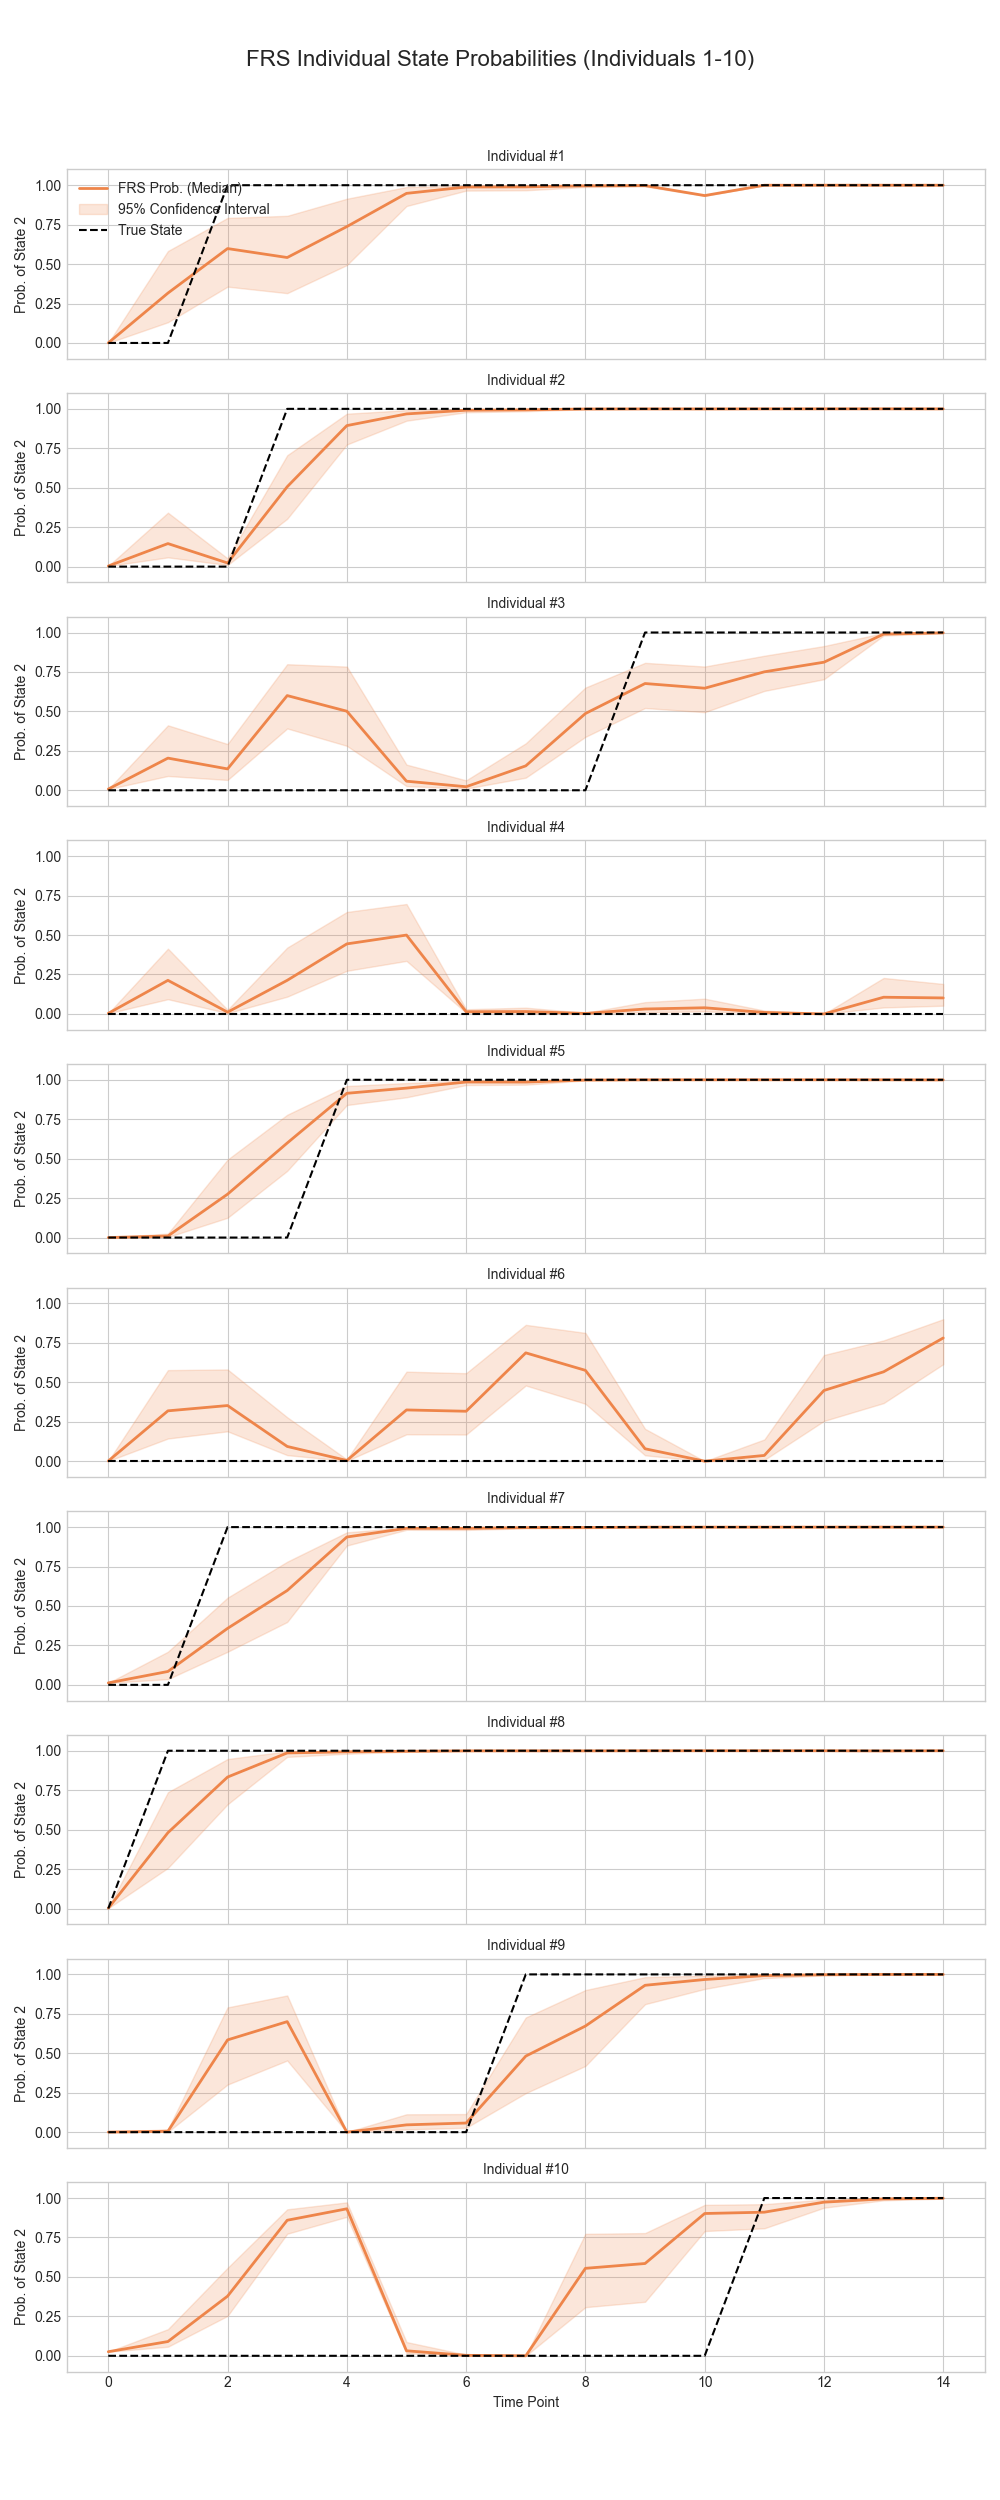 FRS Individual State Probabilities (Individuals 1-10)
Individual #1
FRS Prob. (Median)
95% Confidence Interval
True State
Prob. of State 2
1.00
0.75
0.50
0.25
0.00
Individual #2
Prob. of State 2
1.00
0.75
0.50
0.25
0.00
Individual #3
Prob. of State 2
1.00
0.75
0.50
0.25
0.00
Individual #4
Prob. of State 2
1.00
0.75
0.50
0.25
0.00
Individual #5
Prob. of State 2
1.00
0.75
0.50
0.25
0.00
Individual #6
Prob. of State 2
1.00
0.75
0.50
0.25
0.00
Individual #7
Prob. of State 2
1.00
0.75
0.50
0.25
0.00
Individual #8
Prob. of State 2
1.00
0.75
0.50
0.25
0.00
Individual #9
Prob. of State 2
1.00
0.75
0.50
0.25
0.00
Individual #10
Prob. of State 2
1.00
0.75
0.50
0.25
0.00
0 2 4 6 8 10 12 14
Time Point